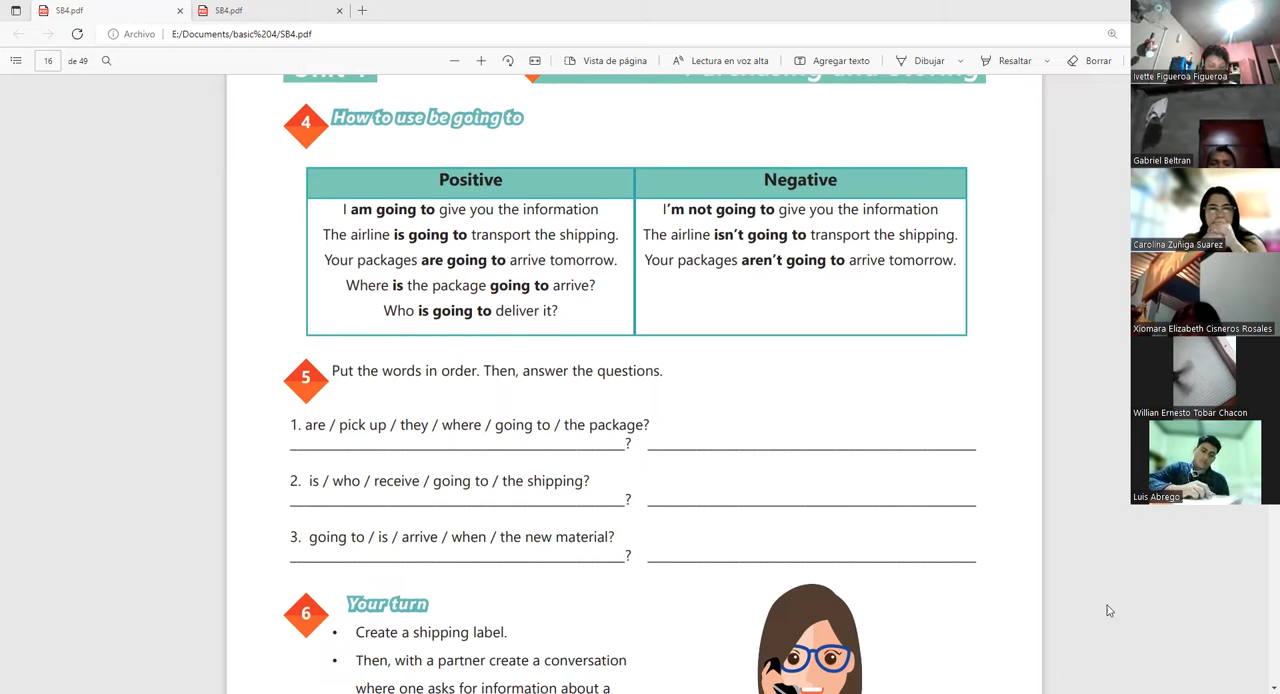 SB4.pdf
SB4.pdf
Archivo E:/Documents/basic%204/SB4.pdf
16 de 49 Vista de página Lectura en voz alta Agregar texto Dibujar Resaltar Borrar
Purchasing and Storing
4 How to use be going to
Positive Negative
I am going to give you the information I'm not going to give you the information
The airline is going to transport the shipping. The airline isn't going to transport the shipping.
Your packages are going to arrive tomorrow. Your packages aren't going to arrive tomorrow.
Where is the package going to arrive?
Who is going to deliver it?
5 Put the words in order. Then, answer the questions.
1. are / pick up / they / where / going to / the package?
?
2. is / who / receive / going to / the shipping?
?
3. going to / is / arrive / when / the new material?
?
6 Your turn
• Create a shipping label.
• Then, with a partner create a conversation
where one asks for information about a
Ivette Figueroa Figueroa
Gabriel Beltran
Carolina Zuñiga Suarez
Xiomara Elizabeth Cisneros Rosales
Willian Ernesto Tobar Chacon
Luis Abrego